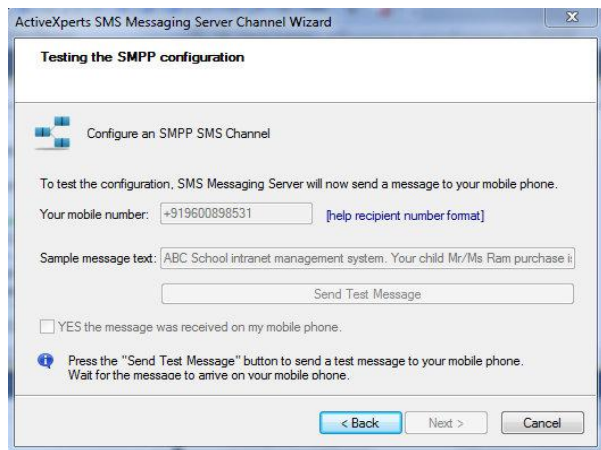 ActiveXperts SMS Messaging Server Channel Wizard
X
Testing the SMPP configuration
Configure an SMPP SMS Channel
To test the configuration, SMS Messaging Server will now send a message to your mobile phone.
Your mobile number: +919600898531 [help recipient number format]
Sample message text: ABC School intranet management system. Your child Mr/Ms Ram purchase is
Send Test Message
YES the message was received on my mobile phone.
Press the "Send Test Message" button to send a test message to your mobile phone.
Wait for the message to arrive on your mobile phone.
< Back Next > Cancel